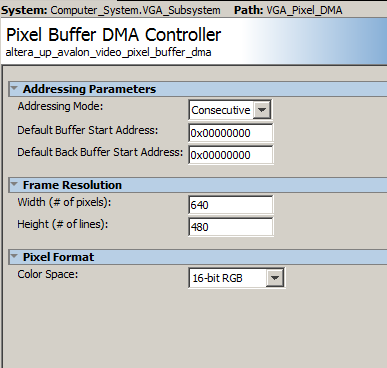 System: Computer_System.VGA_Subsystem Path: VGA_Pixel_DMA
Pixel Buffer DMA Controller
altera_up_avalon_video_pixel_buffer_dma
Addressing Parameters
Addressing Mode: Consecutive
Default Buffer Start Address: 0x00000000
Default Back Buffer Start Address: 0x00000000
Frame Resolution
Width (# of pixels): 640
Height (# of lines): 480
Pixel Format
Color Space: 16-bit RGB